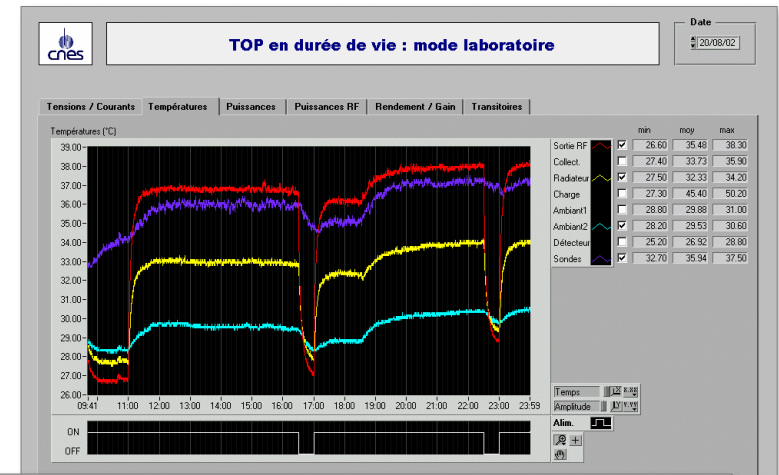 cnes
TOP en durée de vie : mode laboratoire
Date
20/08/02
Tensions / Courants Températures Puissances Puissances RF Rendement / Gain Transitoires
Températures (°C)
min moy max
39.00
38.00
37.00
36.00
35.00
34.00
33.00
32.00
31.00
30.00
29.00
28.00
27.00
26.00
09:41 11:00 12:00 13:00 14:00 15:00 16:00 17:00 18:00 19:00 20:00 21:00 22:00 23:00 23:59
Sortie RF 26.60 35.48 38.30
Collect. 27.40 33.73 35.90
Radiateur 27.50 32.33 34.20
Charge 27.30 45.40 50.20
Ambiant1 28.80 29.88 31.00
Ambiant2 28.20 29.53 30.60
Détecteur 25.20 26.92 28.80
Sondes 32.70 35.94 37.50
Temps X X.XX
Amplitude Y Y.YY
Alim.
ON
OFF